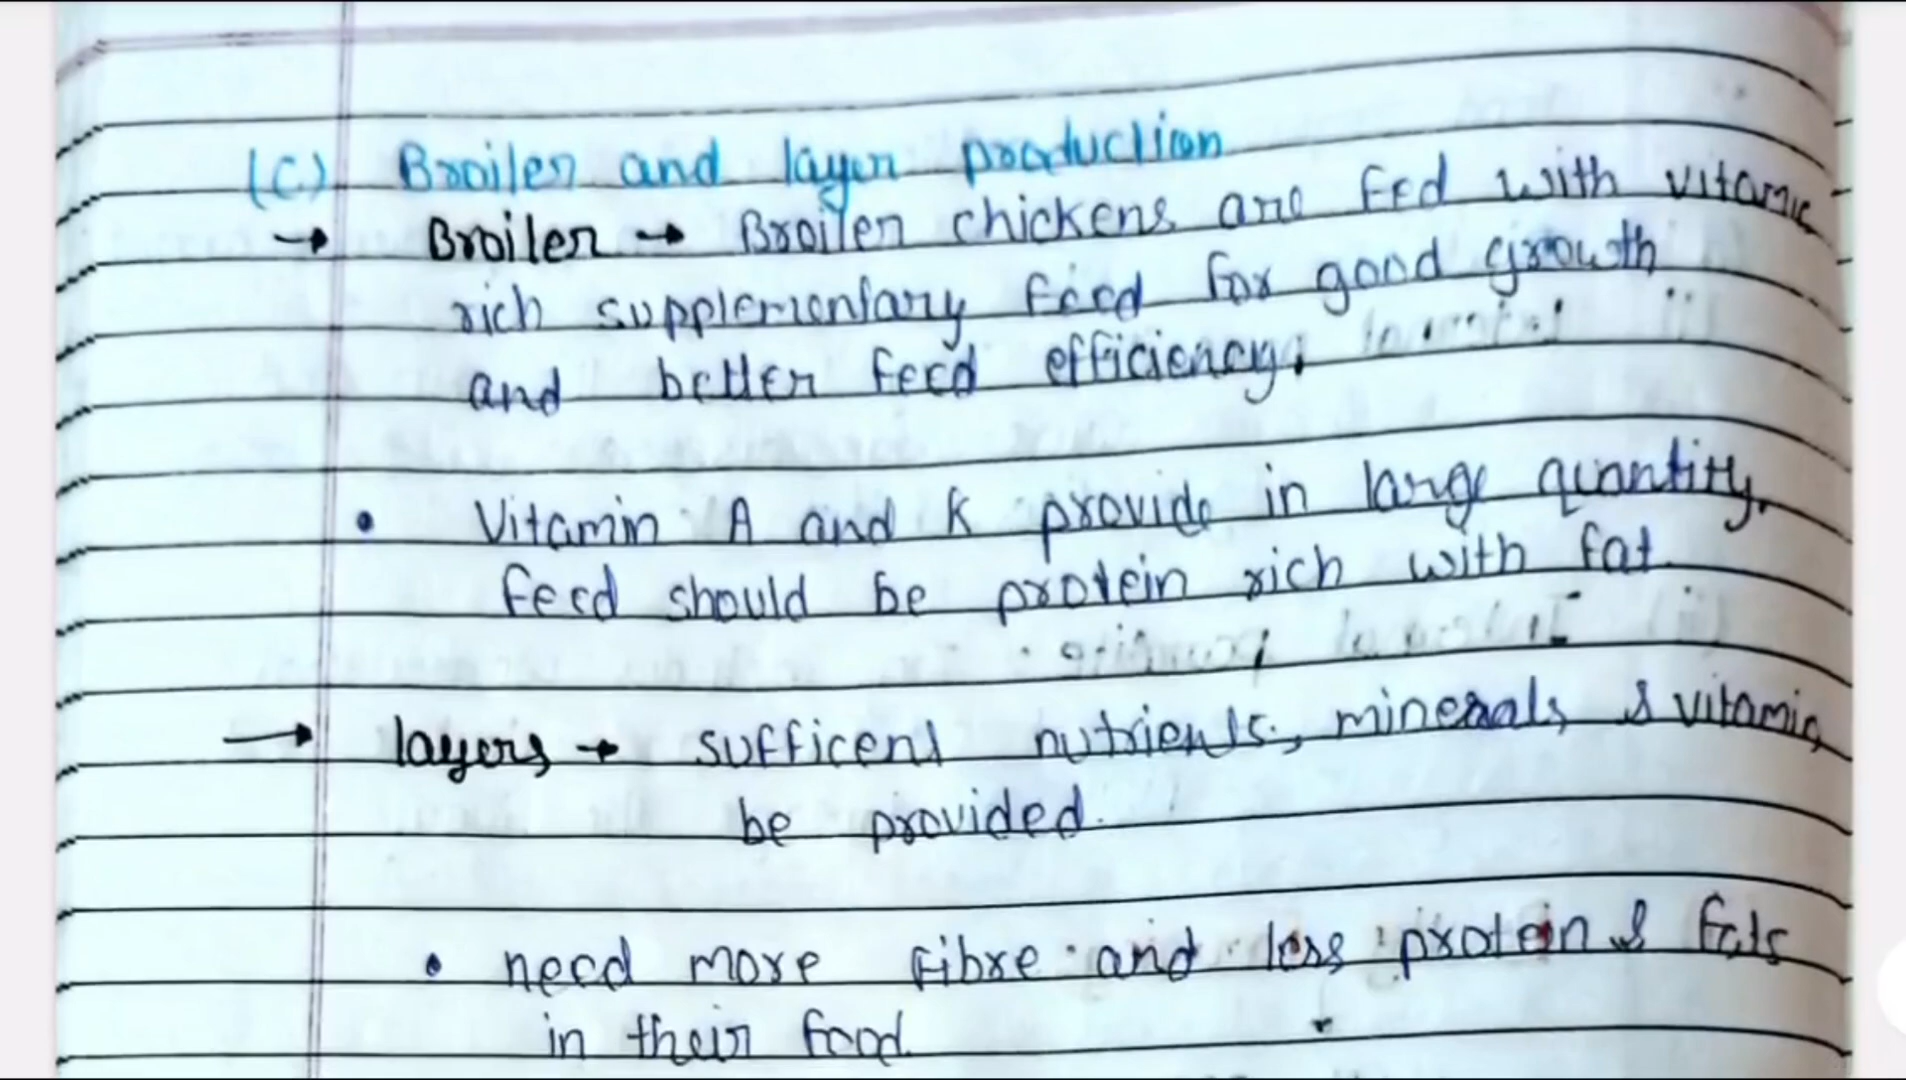 (C) Broiler and layer production
→ Broiler → Broiler chickens are fed with vitamic
rich supplementary feed for good growth
and better feed efficiency.
• Vitamin A and K provide in large quantity.
feed should be protein rich with fat.
→ layers → sufficent nutrients, minerals & vitamin
be provided.
• need more fibre and less protein & fats
in their food.